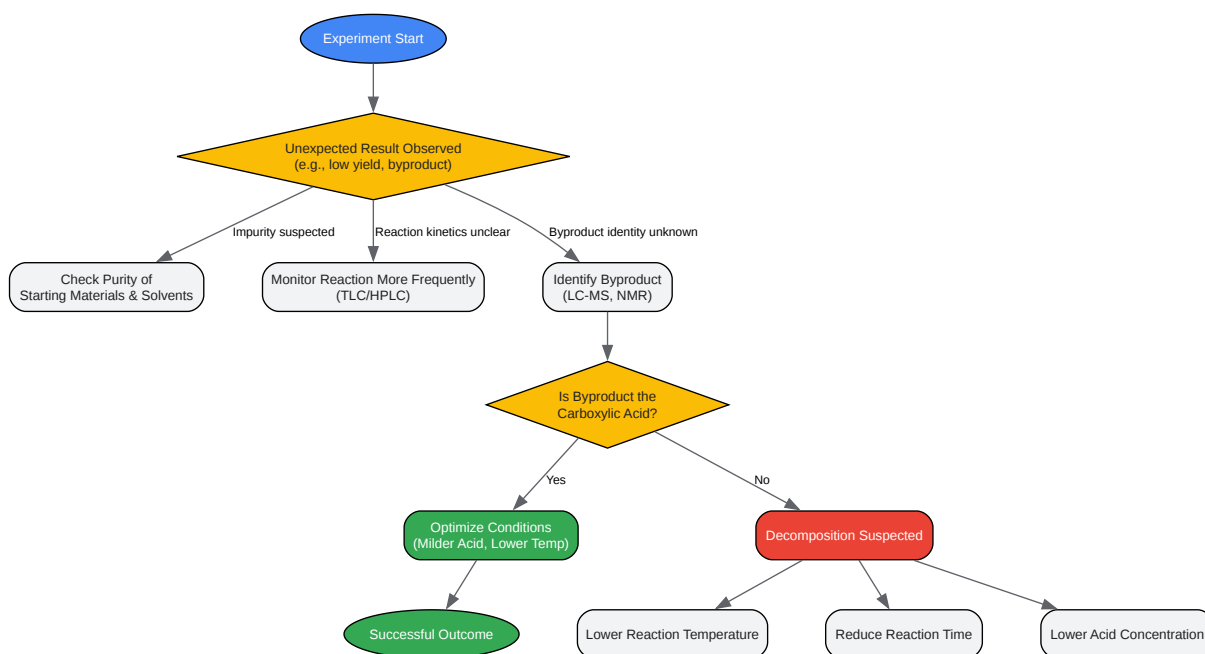 Experiment Start
Unexpected Result Observed
(e.g., low yield, byproduct)
Impurity suspected
Reaction kinetics unclear
Byproduct identity unknown
Check Purity of
Starting Materials & Solvents
Monitor Reaction More Frequently
(TLC/HPLC)
Identify Byproduct
(LC-MS, NMR)
Is Byproduct the
Carboxylic Acid?
Yes
No
Optimize Conditions
(Milder Acid, Lower Temp)
Decomposition Suspected
Successful Outcome
Lower Reaction Temperature
Reduce Reaction Time
Lower Acid Concentration